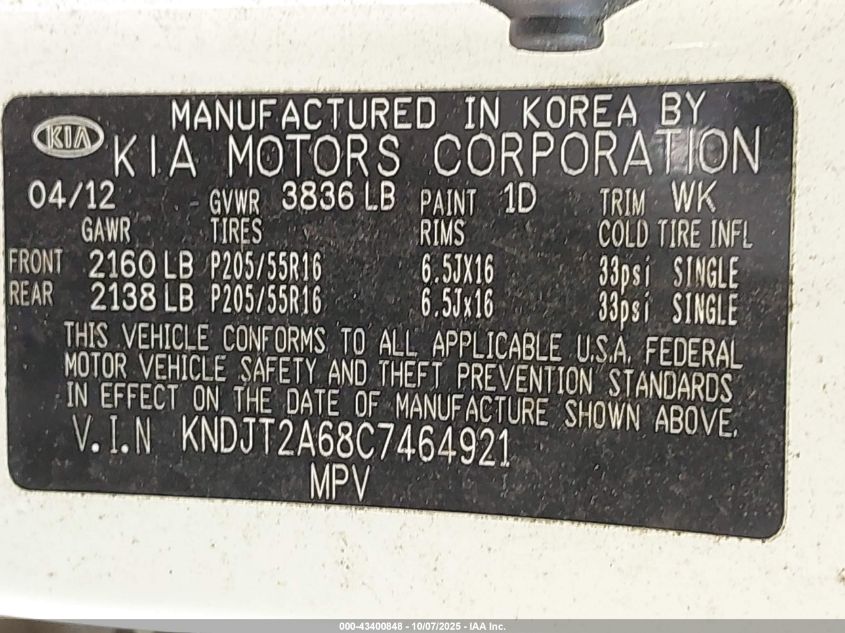 MANUFACTURED IN KOREA BY
KIA KIA MOTORS CORPORATION
04/12 GVWR 3836 LB PAINT 1D TRIM WK
GAWR TIRES RIMS COLD TIRE INFL
FRONT 2160 LB P205/55R16 6.5JX16 33psi SINGLE
REAR 2138 LB P205/55R16 6.5Jx16 33psi SINGLE
THIS VEHICLE CONFORMS TO ALL APPLICABLE U.S.A. FEDERAL
MOTOR VEHICLE SAFETY AND THEFT PREVENTION STANDARDS
IN EFFECT ON THE DATE OF MANUFACTURE SHOWN ABOVE.
V.I.N KNDJT2A68C7464921
MPV
000-43400848 - 10/07/2025 - IAA Inc.